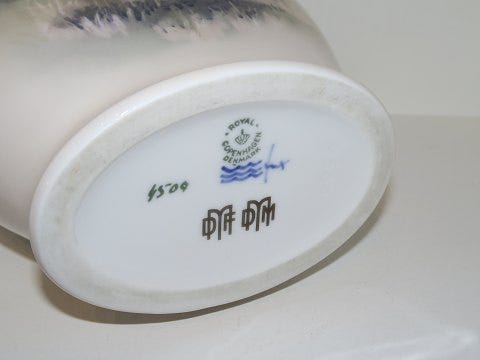 ROYAL
COPENHAGEN
DENMARK
4509